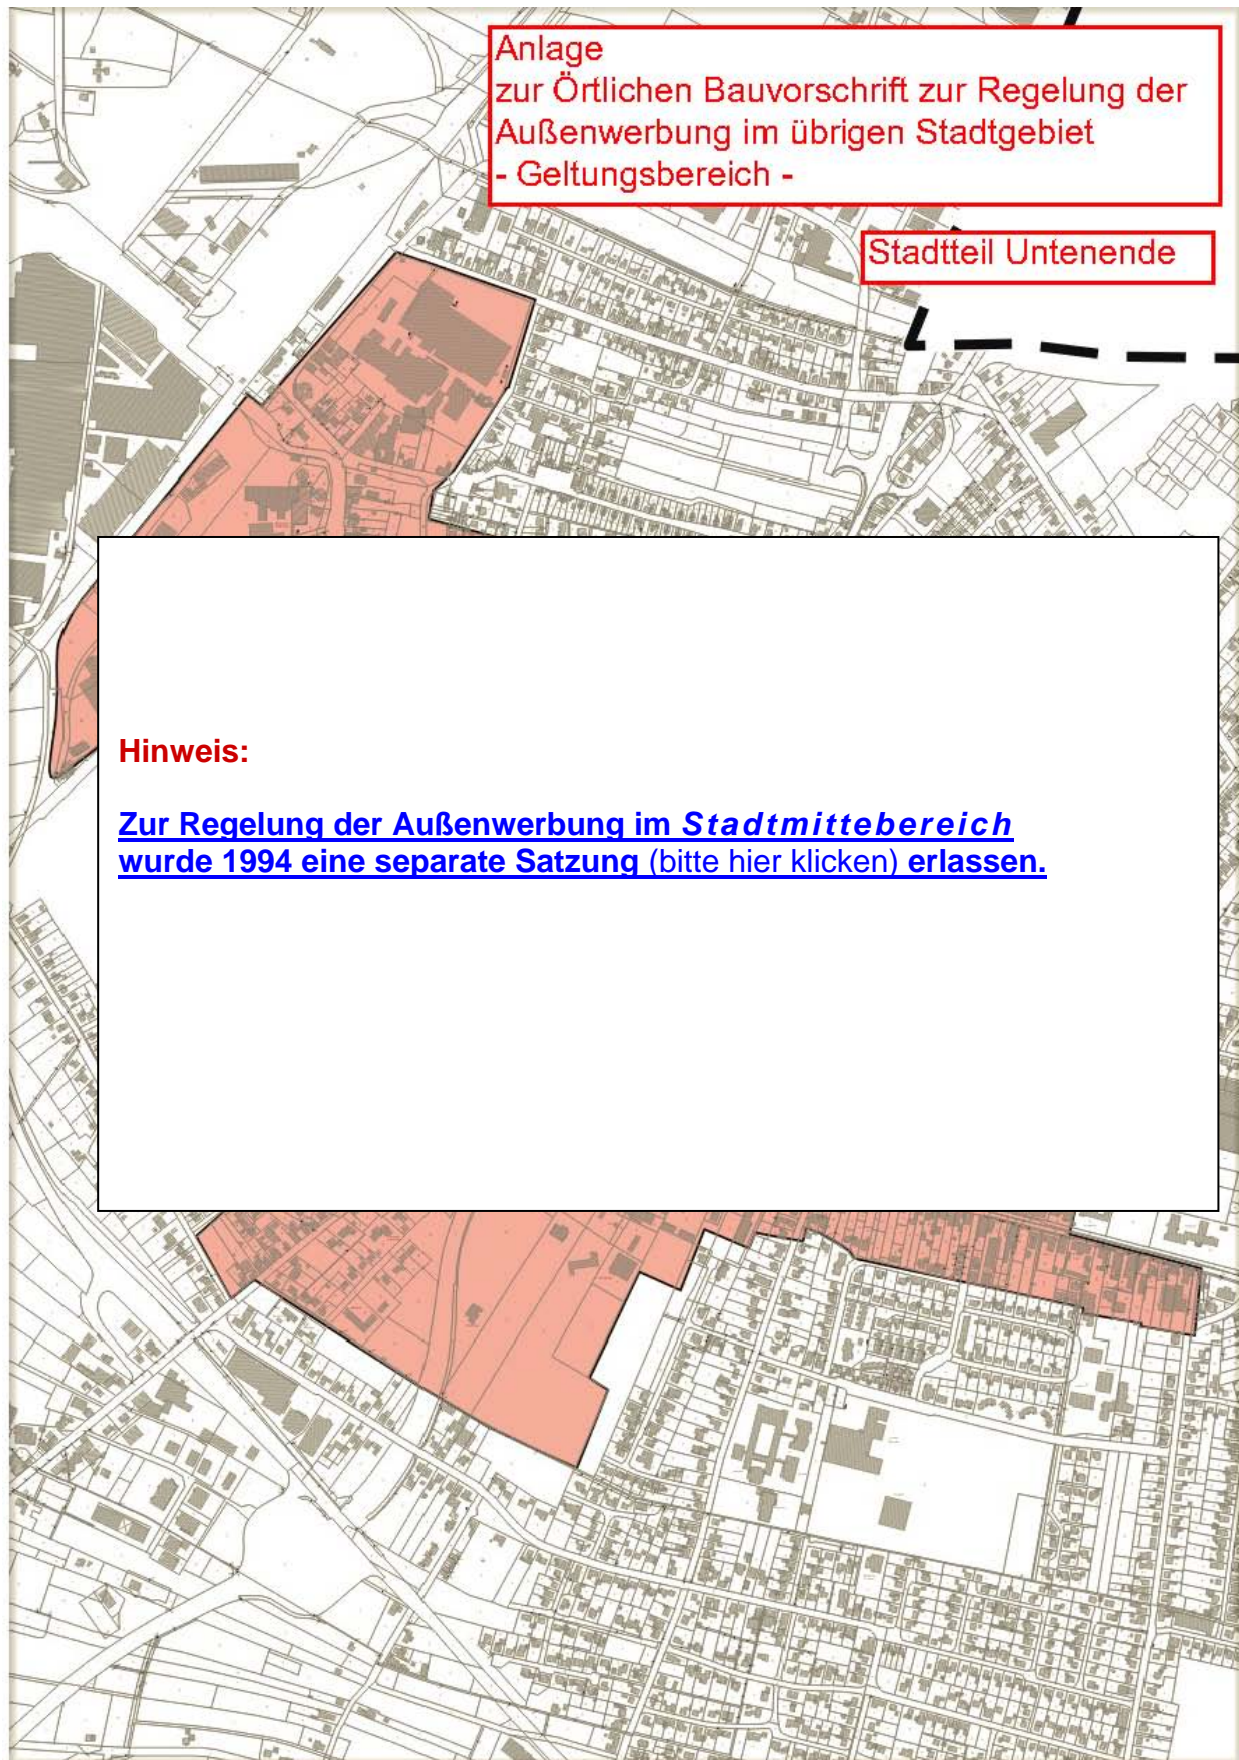 Anlage
zur Örtlichen Bauvorschrift zur Regelung der
Außenwerbung im übrigen Stadtgebiet
- Geltungsbereich -
Stadtteil Untenende
Hinweis:
Zur Regelung der Außenwerbung im Stadtmittebereich
wurde 1994 eine separate Satzung (bitte hier klicken) erlassen.